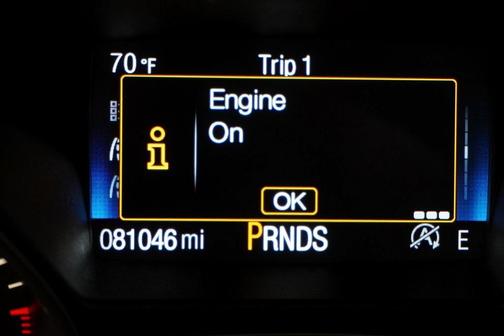 70°F Trip 1
Engine
On
OK
081046 mi PRNDS E